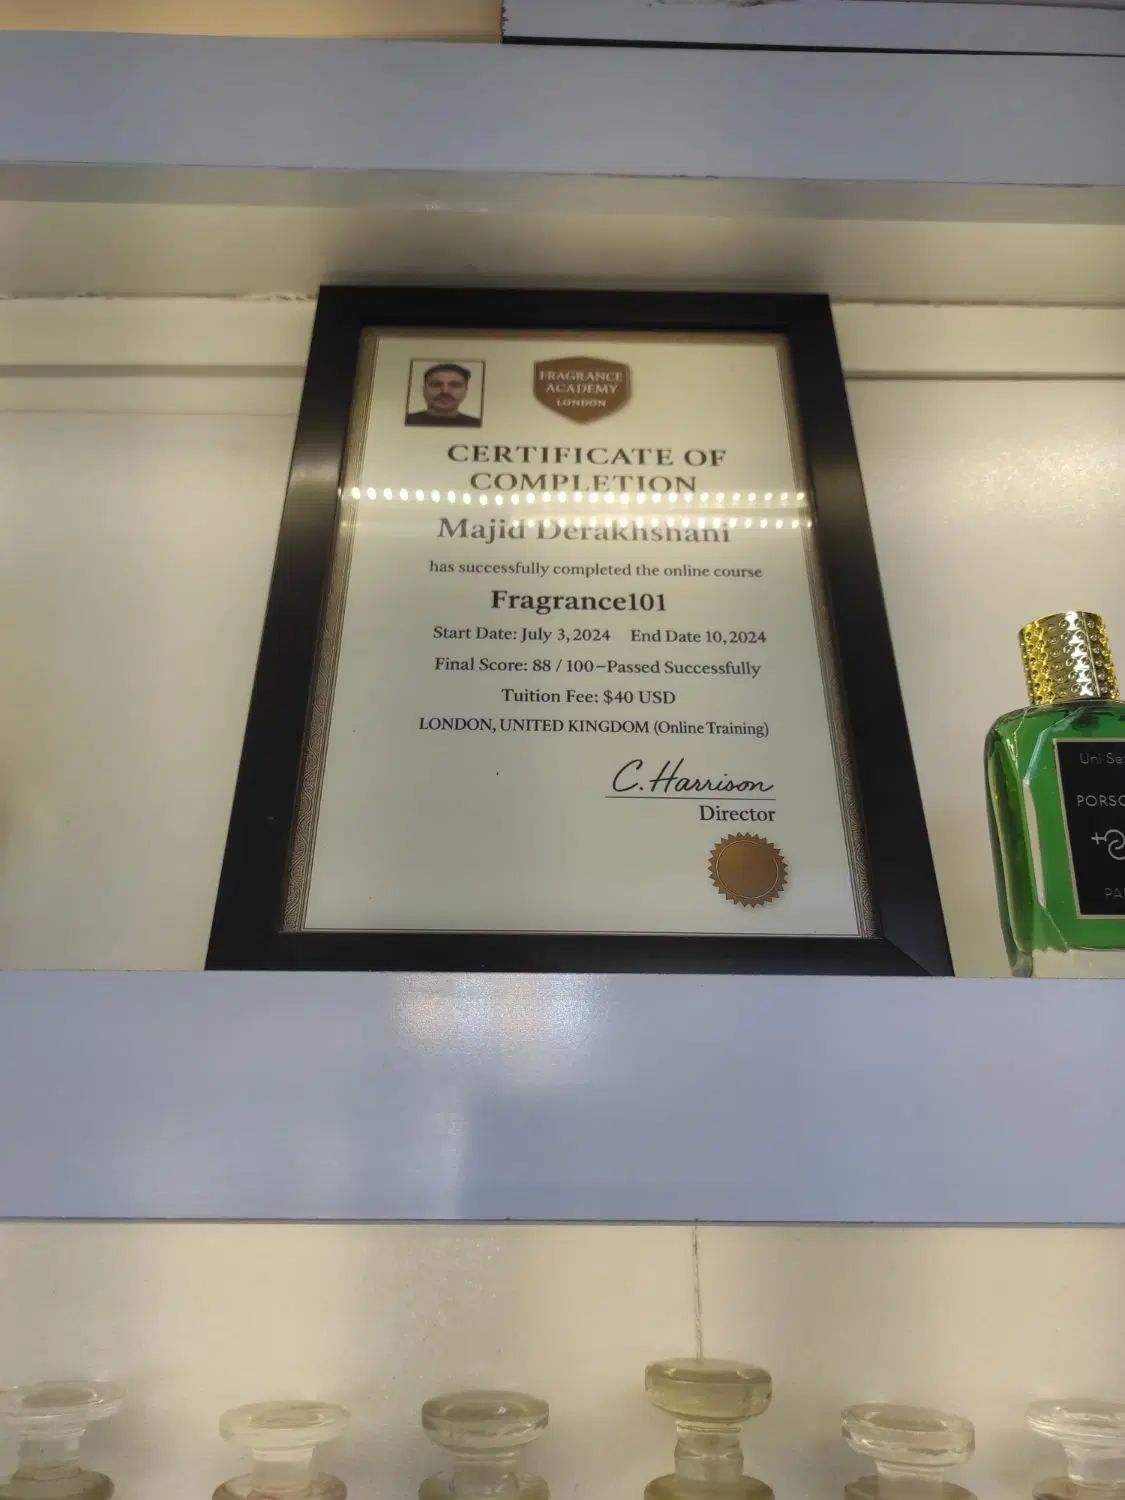 FRAGRANCE
ACADEMY
LONDON
CERTIFICATE OF
COMPLETION
Majid Derakhshani
has successfully completed the online course
Fragrance101
Start Date: July 3, 2024 End Date 10, 2024
Final Score: 88 / 100–Passed Successfully
Tuition Fee: $40 USD
LONDON, UNITED KINGDOM (Online Training)
C. Harrison
Director
Uni Se
PORSO
PA